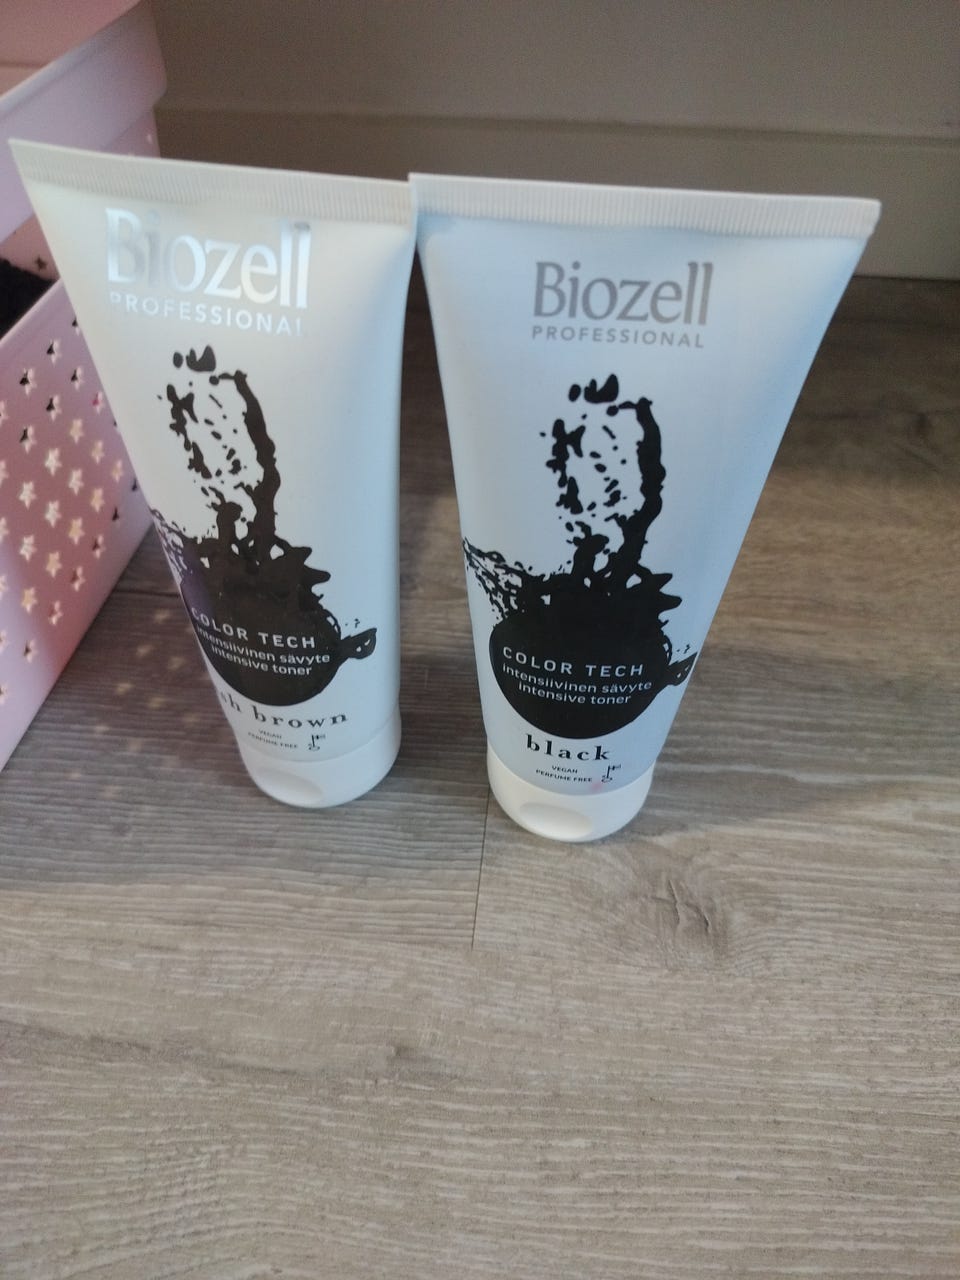 Biozell
PROFESSIONAL
COLOR TECH
intensiivinen sävyte
intensive toner
sh brown
VEGAN
PERFUME FREE
Biozell
PROFESSIONAL
COLOR TECH
intensiivinen sävyte
intensive toner
black
VEGAN
PERFUME FREE